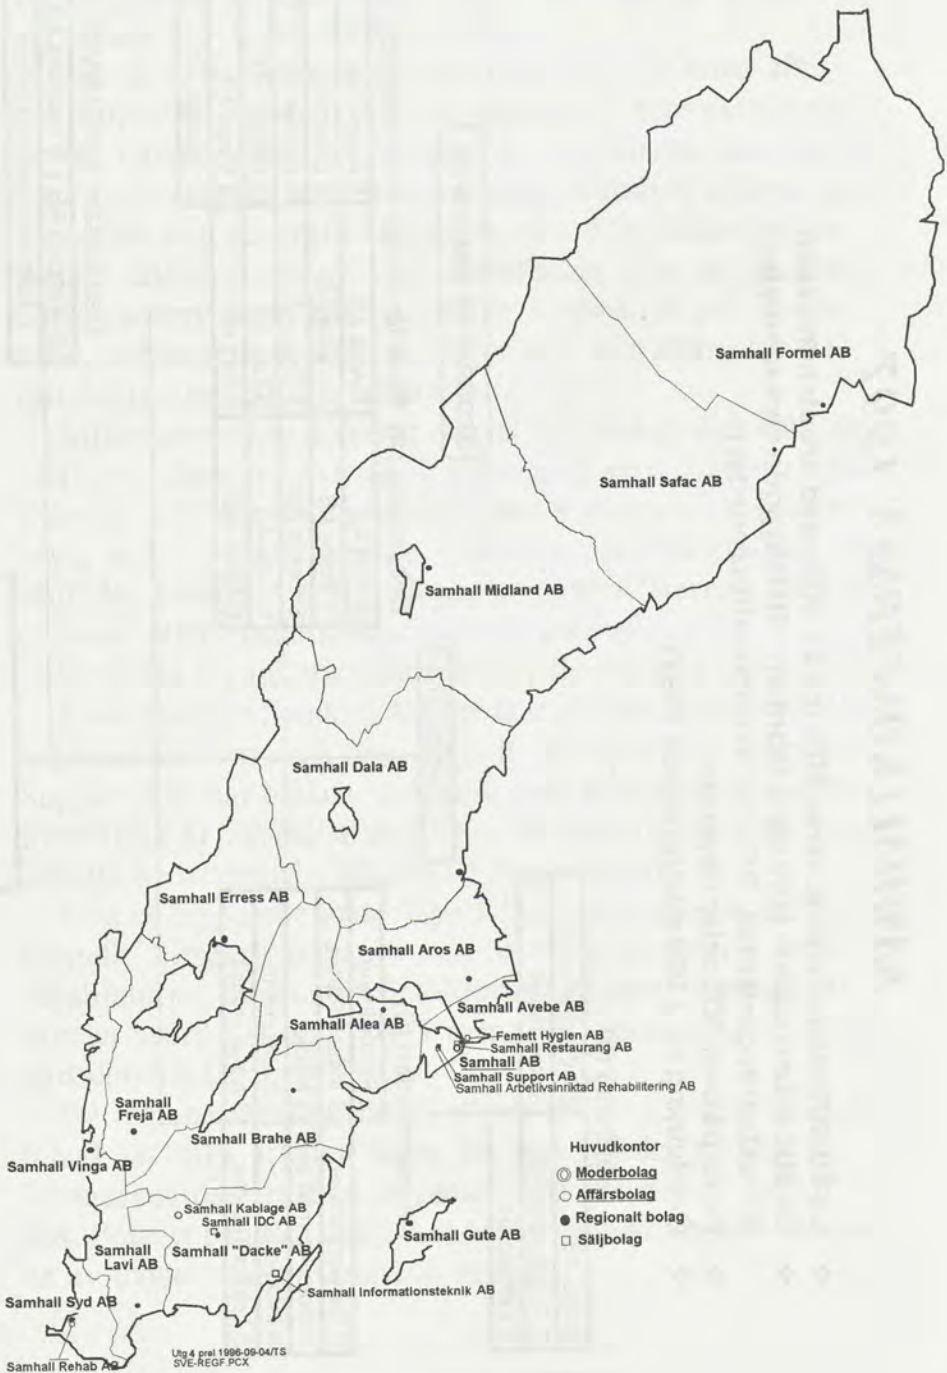 Samhall Formel AB
Samhall Safac AB
Samhall Midland AB
Samhall Dala AB
Samhall Erress AB
Samhall Aros AB
Samhall Avebe AB
Samhall Alea AB
Femett Hyglen AB
Samhall Restaurang AB
Samhall AB
Samhall Support AB
Samhall Arbetlivsinriktad Rehabilitering AB
Samhall
Freja AB
Samhall Brahe AB
Samhall Vinga AB
Huvudkontor
Moderbolag
Affärsbolag
Regionalt bolag
Säljbolag
Samhall Kablage AB
Samhall IDC AB
Samhall "Dacke" AB
Samhall Gute AB
Samhall
Lavi AB
Samhall Informationsteknik AB
Samhall Syd AB
Samhall Rehab AB
Utg 4 prel 1996-09-04/TS
SVE-REGF.PCX